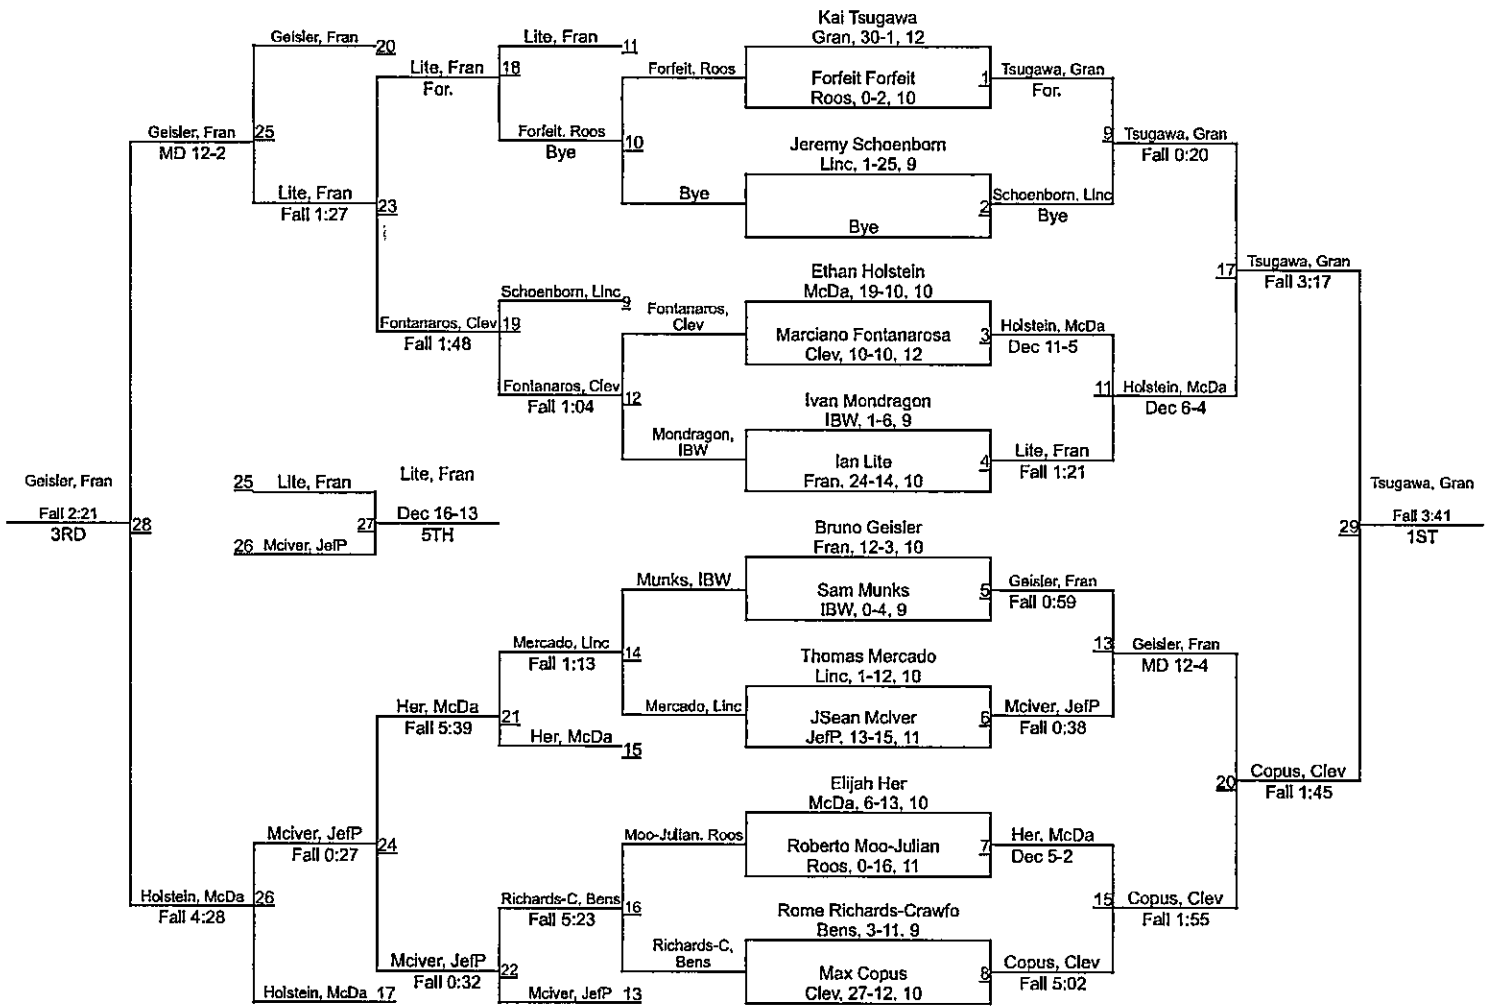 Kai Tsugawa
Gran, 30-1, 12
Geisler, Fran 20
Lite, Fran 11
Lite, Fran 18
For.
Forfeit, Roos
Forfeit Forfeit
Roos, 0-2, 10
1 Tsugawa, Gran
For.
Geisler, Fran 25
MD 12-2
Forfeit, Roos 10
Bye
Jeremy Schoenborn
Linc, 1-25, 9
9 Tsugawa, Gran
Fall 0:20
Lite, Fran 23
Fall 1:27
Bye
Bye
2 Schoenborn, Linc
Bye
Ethan Holstein
McDa, 19-10, 10
17 Tsugawa, Gran
Fall 3:17
Schoenborn, Linc 9
Fontanaros, Clev 19
Fall 1:48
Fontanaros,
Clev
Marciano Fontanarosa
Clev, 10-10, 12
3 Holstein, McDa
Dec 11-5
Fontanaros, Clev 12
Fall 1:04
Ivan Mondragon
IBW, 1-6, 9
11 Holstein, McDa
Dec 6-4
Mondragon,
IBW
Ian Lite
Fran, 24-14, 10
4 Lite, Fran
Fall 1:21
Geisler, Fran
Fall 2:21
3RD
28
25 Lite, Fran
26 Mciver, JefP
27
Lite, Fran
Dec 16-13
5TH
Tsugawa, Gran
29 Fall 3:41
1ST
Bruno Geisler
Fran, 12-3, 10
Munks, IBW
Sam Munks
IBW, 0-4, 9
5 Geisler, Fran
Fall 0:59
Mercado, Linc 14
Fall 1:13
Thomas Mercado
Linc, 1-12, 10
13 Geisler, Fran
MD 12-4
Her, McDa 21
Fall 5:39
Mercado, Linc
JSean McIver
JefP, 13-15, 11
6 Mciver, JefP
Fall 0:38
Her, McDa 15
Elijah Her
McDa, 6-13, 10
20 Copus, Clev
Fall 1:45
Mciver, JefP 24
Fall 0:27
Moo-Julian, Roos
Roberto Moo-Julian
Roos, 0-16, 11
7 Her, McDa
Dec 5-2
Holstein, McDa 26
Fall 4:28
Richards-C, Bens 16
Fall 5:23
Rome Richards-Crawfo
Bens, 3-11, 9
15 Copus, Clev
Fall 1:55
Mciver, JefP 22
Fall 0:32
Richards-C,
Bens
Max Copus
Clev, 27-12, 10
8 Copus, Clev
Fall 5:02
Holstein, McDa 17
Mciver, JefP 13